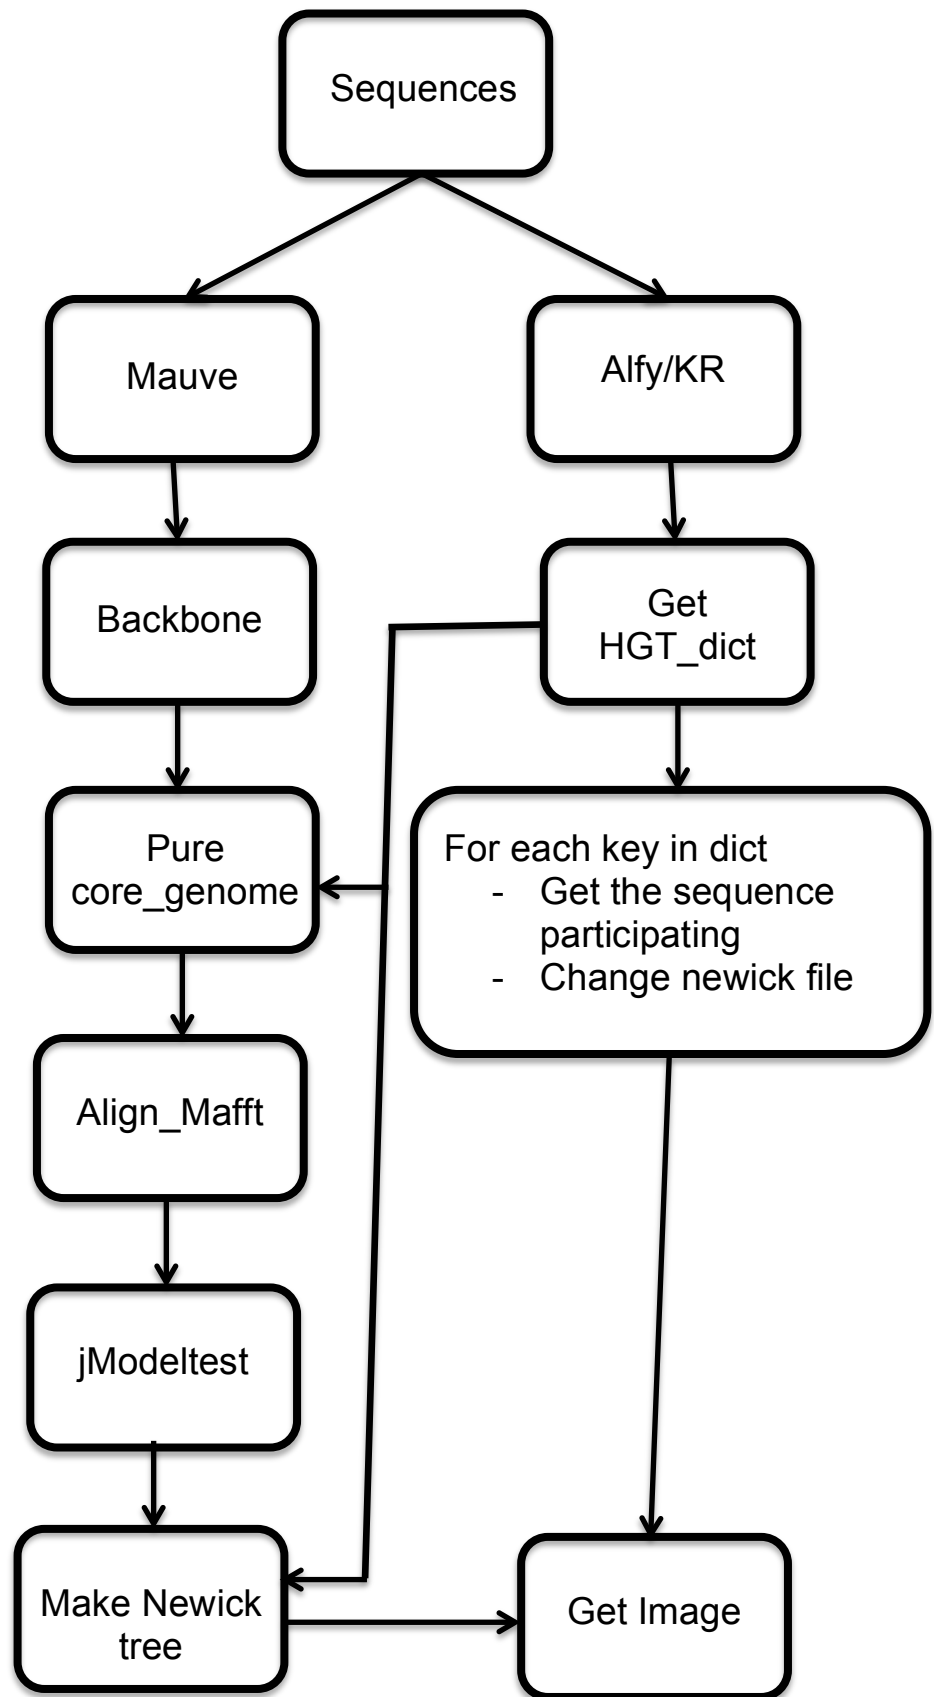 Sequences
Mauve
Alfy/KR
Backbone
Get
HGT_dict
Pure
core_genome
For each key in dict
- Get the sequence
participating
- Change newick file
Align_Mafft
jModeltest
Make Newick
tree
Get Image